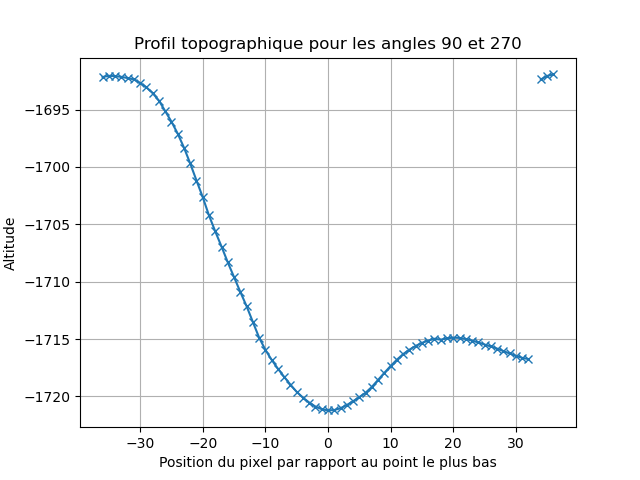 Profil topographique pour les angles 90 et 270
Altitude
−1695
−1700
−1705
−1710
−1715
−1720
−30 −20 −10 0 10 20 30
Position du pixel par rapport au point le plus bas